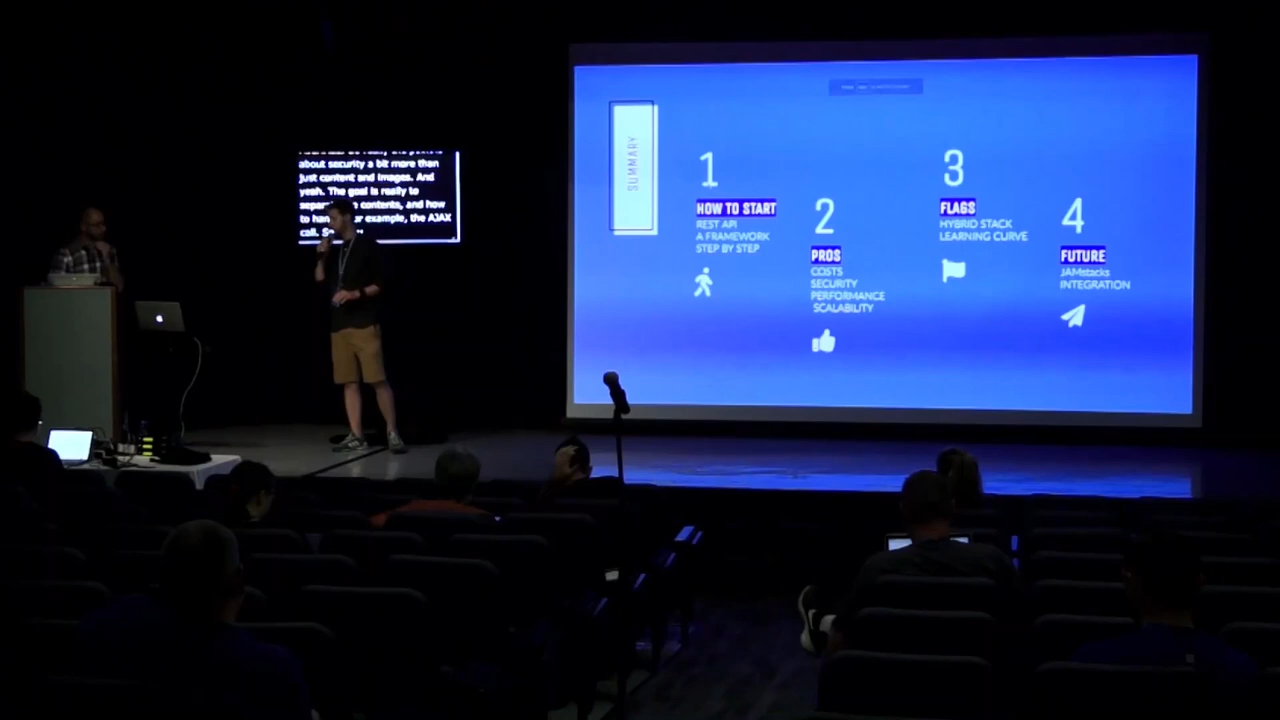 about security a bit more than
just content and images. And
yeah. The goal is really to
contents, and how
to example, the AJAX
call.
SUMMARY
1
HOW TO START
REST API
A FRAMEWORK
STEP BY STEP
2
PROS
COSTS
SECURITY
PERFORMANCE
SCALABILITY
3
FLAGS
HYBRID STACK
LEARNING CURVE
4
FUTURE
JAMstacks
INTEGRATION